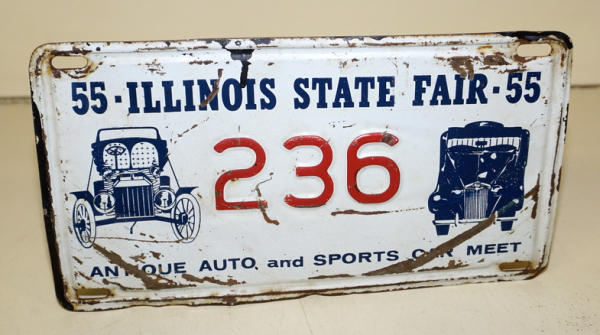 55-ILLINOIS STATE FAIR-55
236
ANTIQUE AUTO and SPORTS CAR MEET